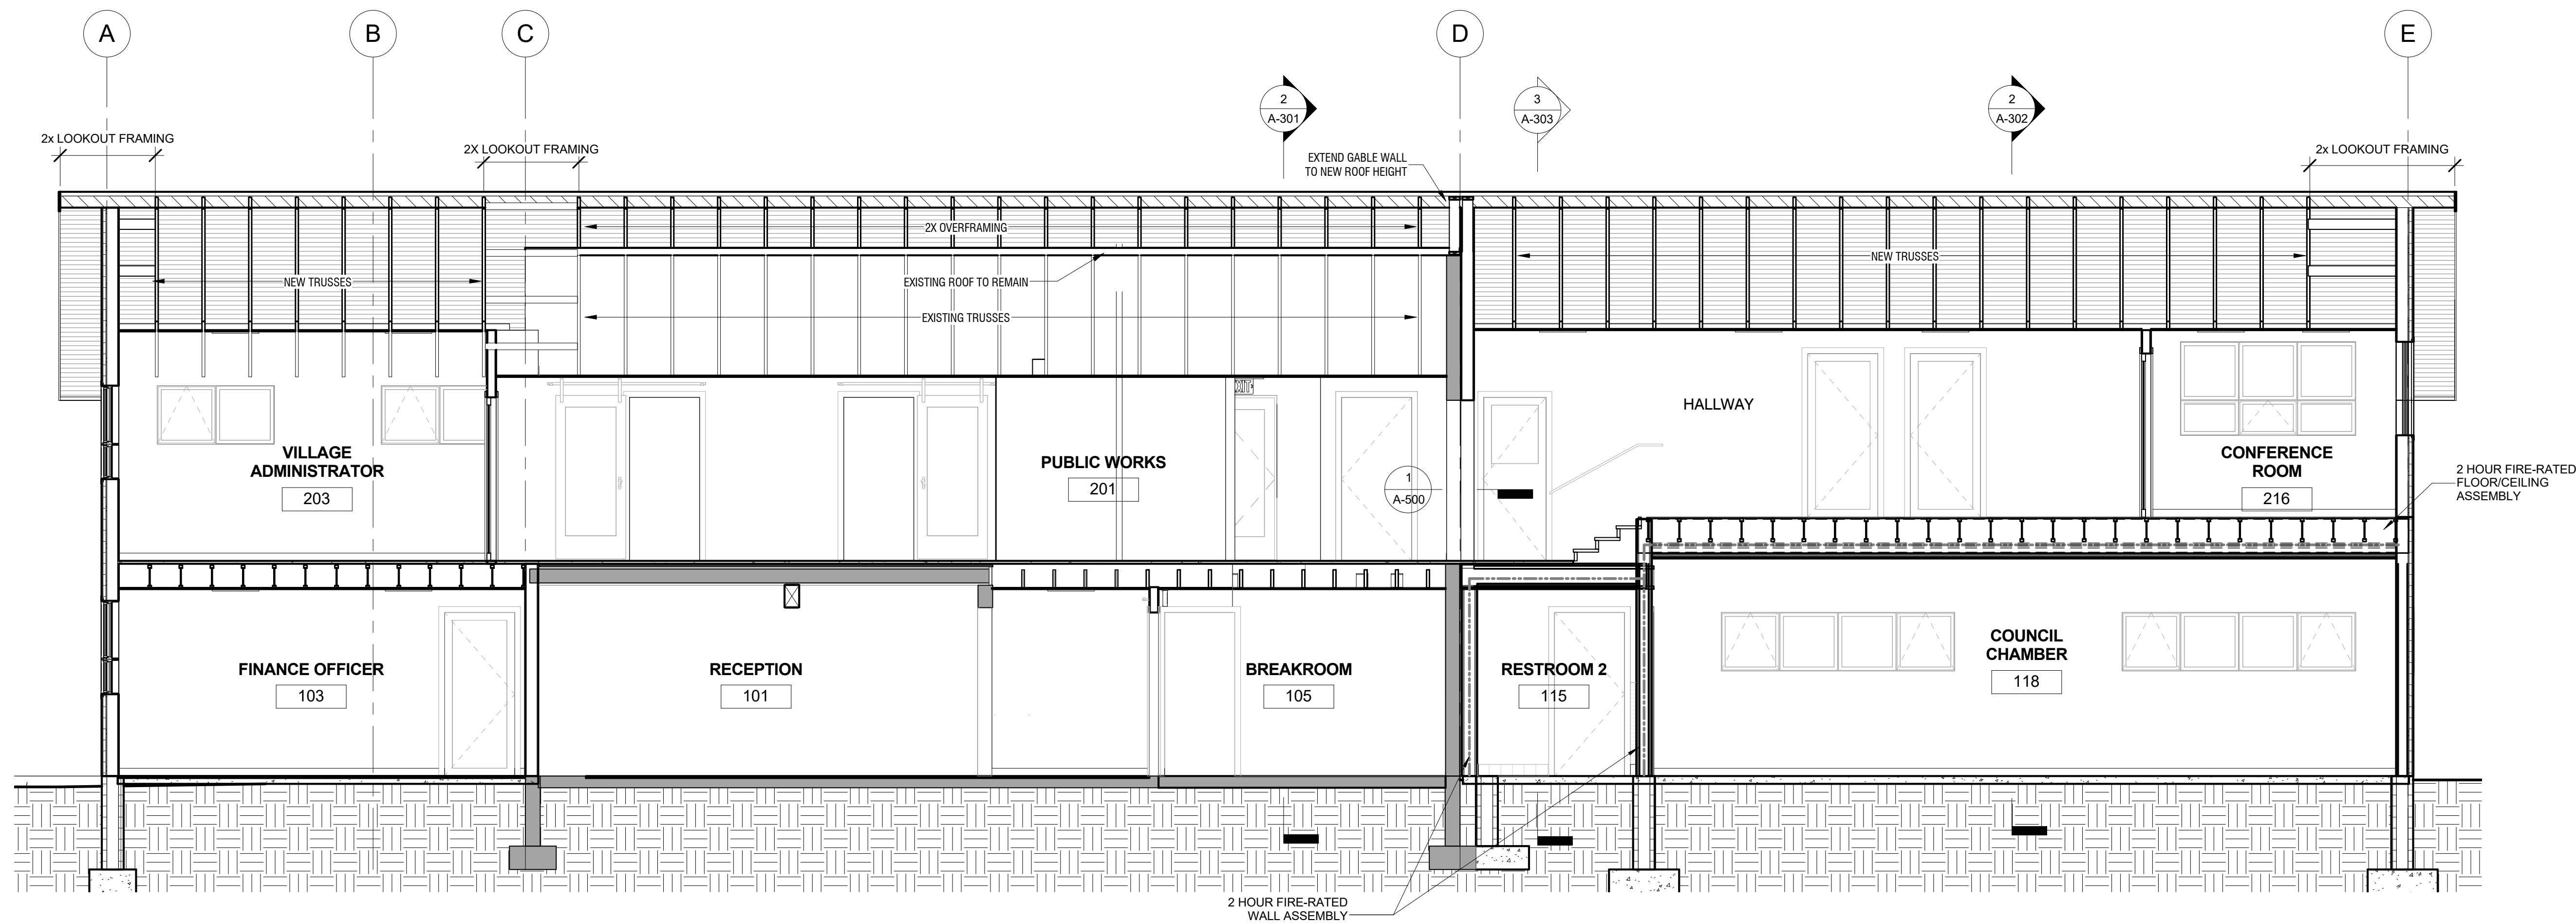 A
B
C
D
E
2
A-301
3
A-303
2
A-302
2x LOOKOUT FRAMING
2X LOOKOUT FRAMING
EXTEND GABLE WALL
TO NEW ROOF HEIGHT
2x LOOKOUT FRAMING
2X OVERFRAMING
NEW TRUSSES
EXISTING ROOF TO REMAIN
NEW TRUSSES
EXISTING TRUSSES
EXIT
HALLWAY
VILLAGE
ADMINISTRATOR
203
PUBLIC WORKS
201
1
A-500
CONFERENCE
ROOM
216
2 HOUR FIRE-RATED
FLOOR/CEILING
ASSEMBLY
FINANCE OFFICER
103
RECEPTION
101
BREAKROOM
105
RESTROOM 2
115
COUNCIL
CHAMBER
118
2 HOUR FIRE-RATED
WALL ASSEMBLY